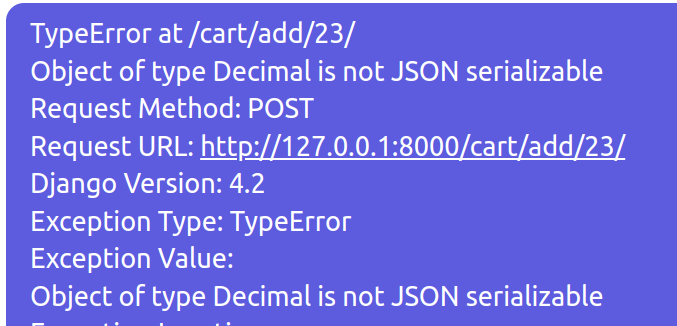 TypeError at /cart/add/23/
Object of type Decimal is not JSON serializable
Request Method: POST
Request URL: http://127.0.0.1:8000/cart/add/23/
Django Version: 4.2
Exception Type: TypeError
Exception Value:
Object of type Decimal is not JSON serializable